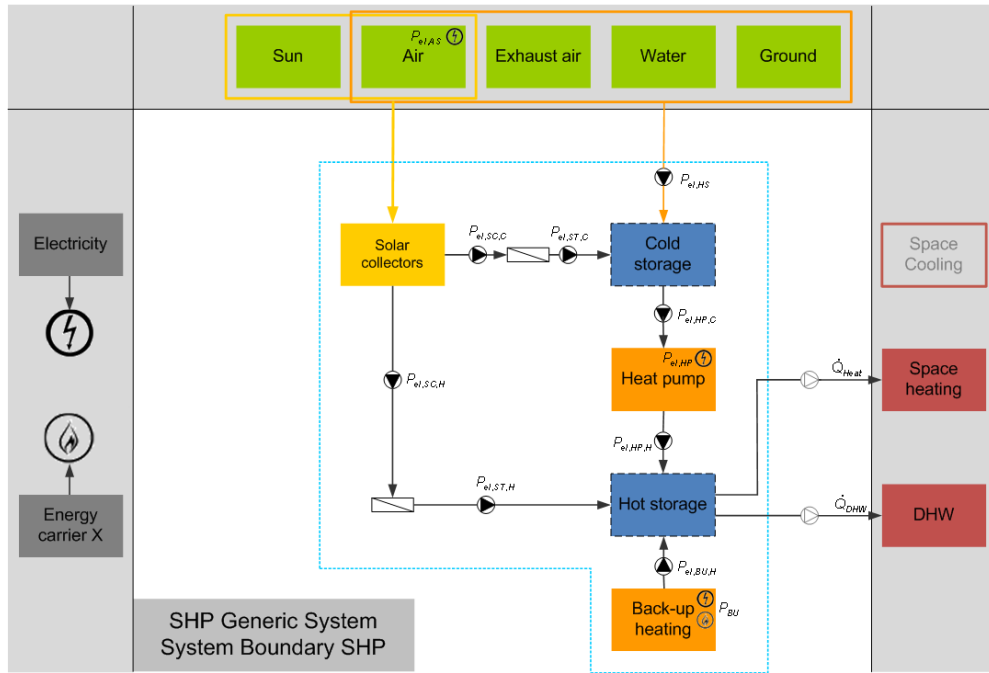 P_el,AS
Sun
Air
Exhaust air
Water
Ground
P_el,HS
Electricity
Solar
collectors
P_el,SC,C
P_el,ST,C
Cold
storage
Space
Cooling
P_el,HP,C
P_el,HP
Heat pump
Q̇_Heat
Space
heating
P_el,SC,H
P_el,HP,H
P_el,ST,H
Hot storage
Q̇_DHW
DHW
Energy
carrier X
P_el,BU,H
Back-up
heating
P_BU
SHP Generic System
System Boundary SHP